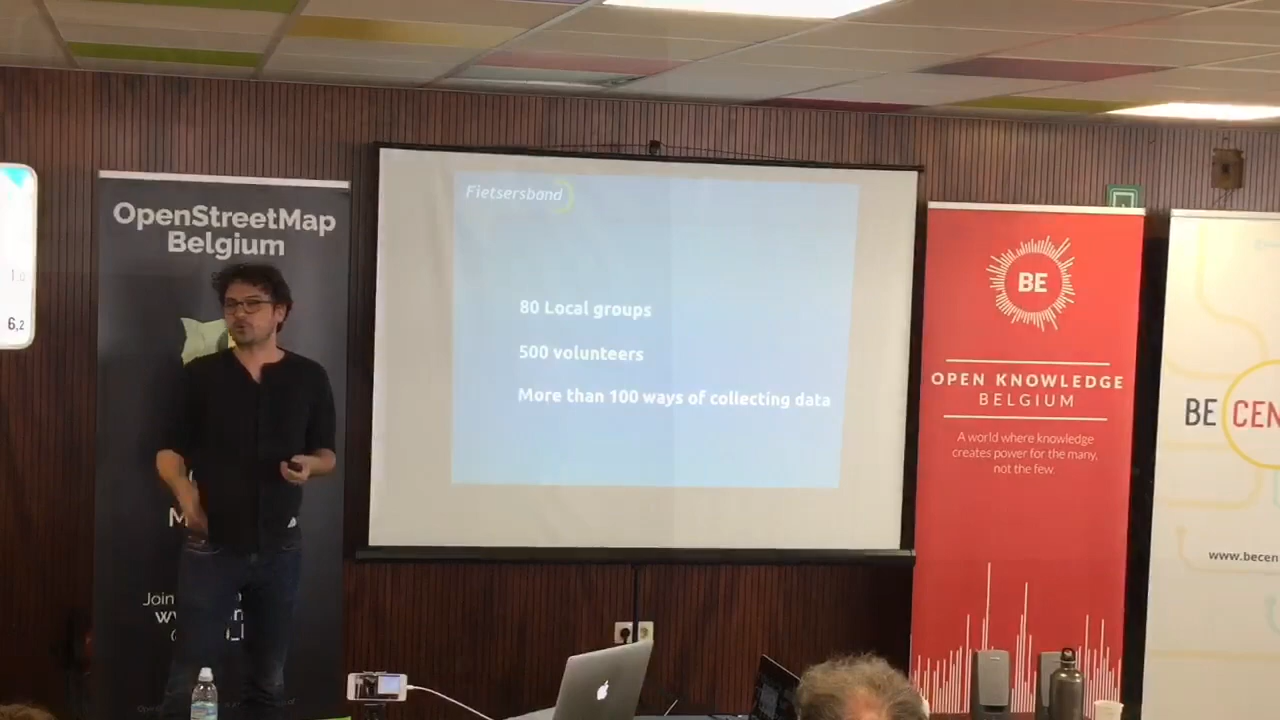 OpenStreetMap
Belgium
Join
Fietsersbond
80 Local groups
500 volunteers
More than 100 ways of collecting data
BE
OPEN KNOWLEDGE
BELGIUM
A world where knowledge
creates power for the many,
not the few.
BE CEN
www.becen
6,2